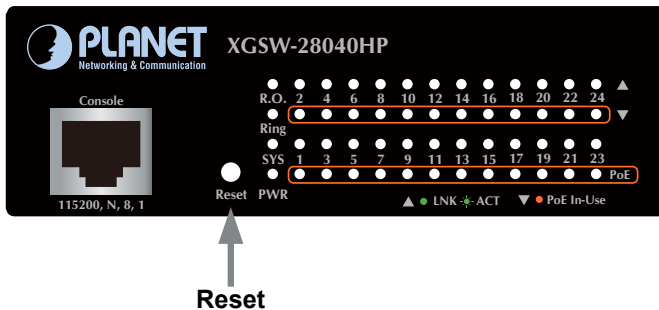 PLANET
Networking & Communication
XGSW-28040HP
Console
115200, N, 8, 1
Reset
R.O. 2 4 6 8 10 12 14 16 18 20 22 24 ▲
Ring ▼
SYS 1 3 5 7 9 11 13 15 17 19 21 23
PWR PoE
▲ LNK ACT ▼ PoE In-Use
Reset